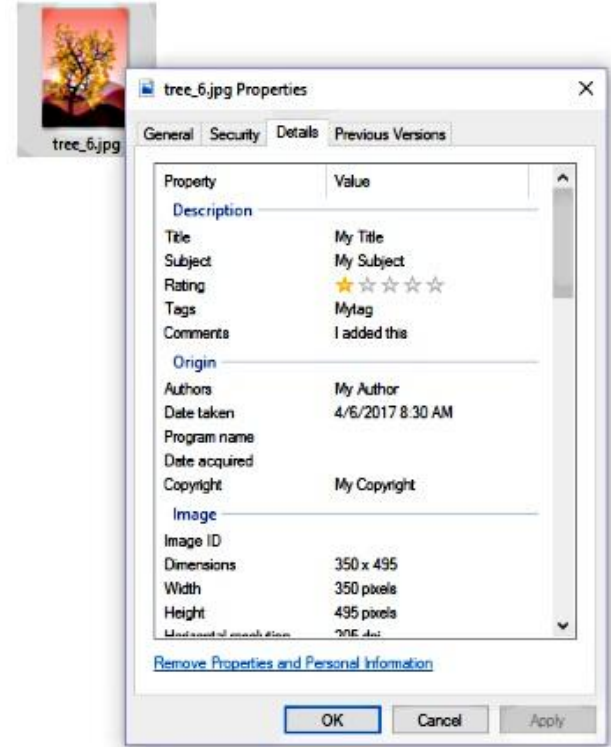 tree_6.jpg
tree_6.jpg Properties
General Security Details Previous Versions
Property Value
Description
Title My Title
Subject My Subject
Rating
Tags Mytag
Comments I added this
Origin
Authors My Author
Date taken 4/6/2017 8:30 AM
Program name
Date acquired
Copyright My Copyright
Image
Image ID
Dimensions 350 x 495
Width 350 pixels
Height 495 pixels
Horizontal resolution
Remove Properties and Personal Information
OK Cancel Apply